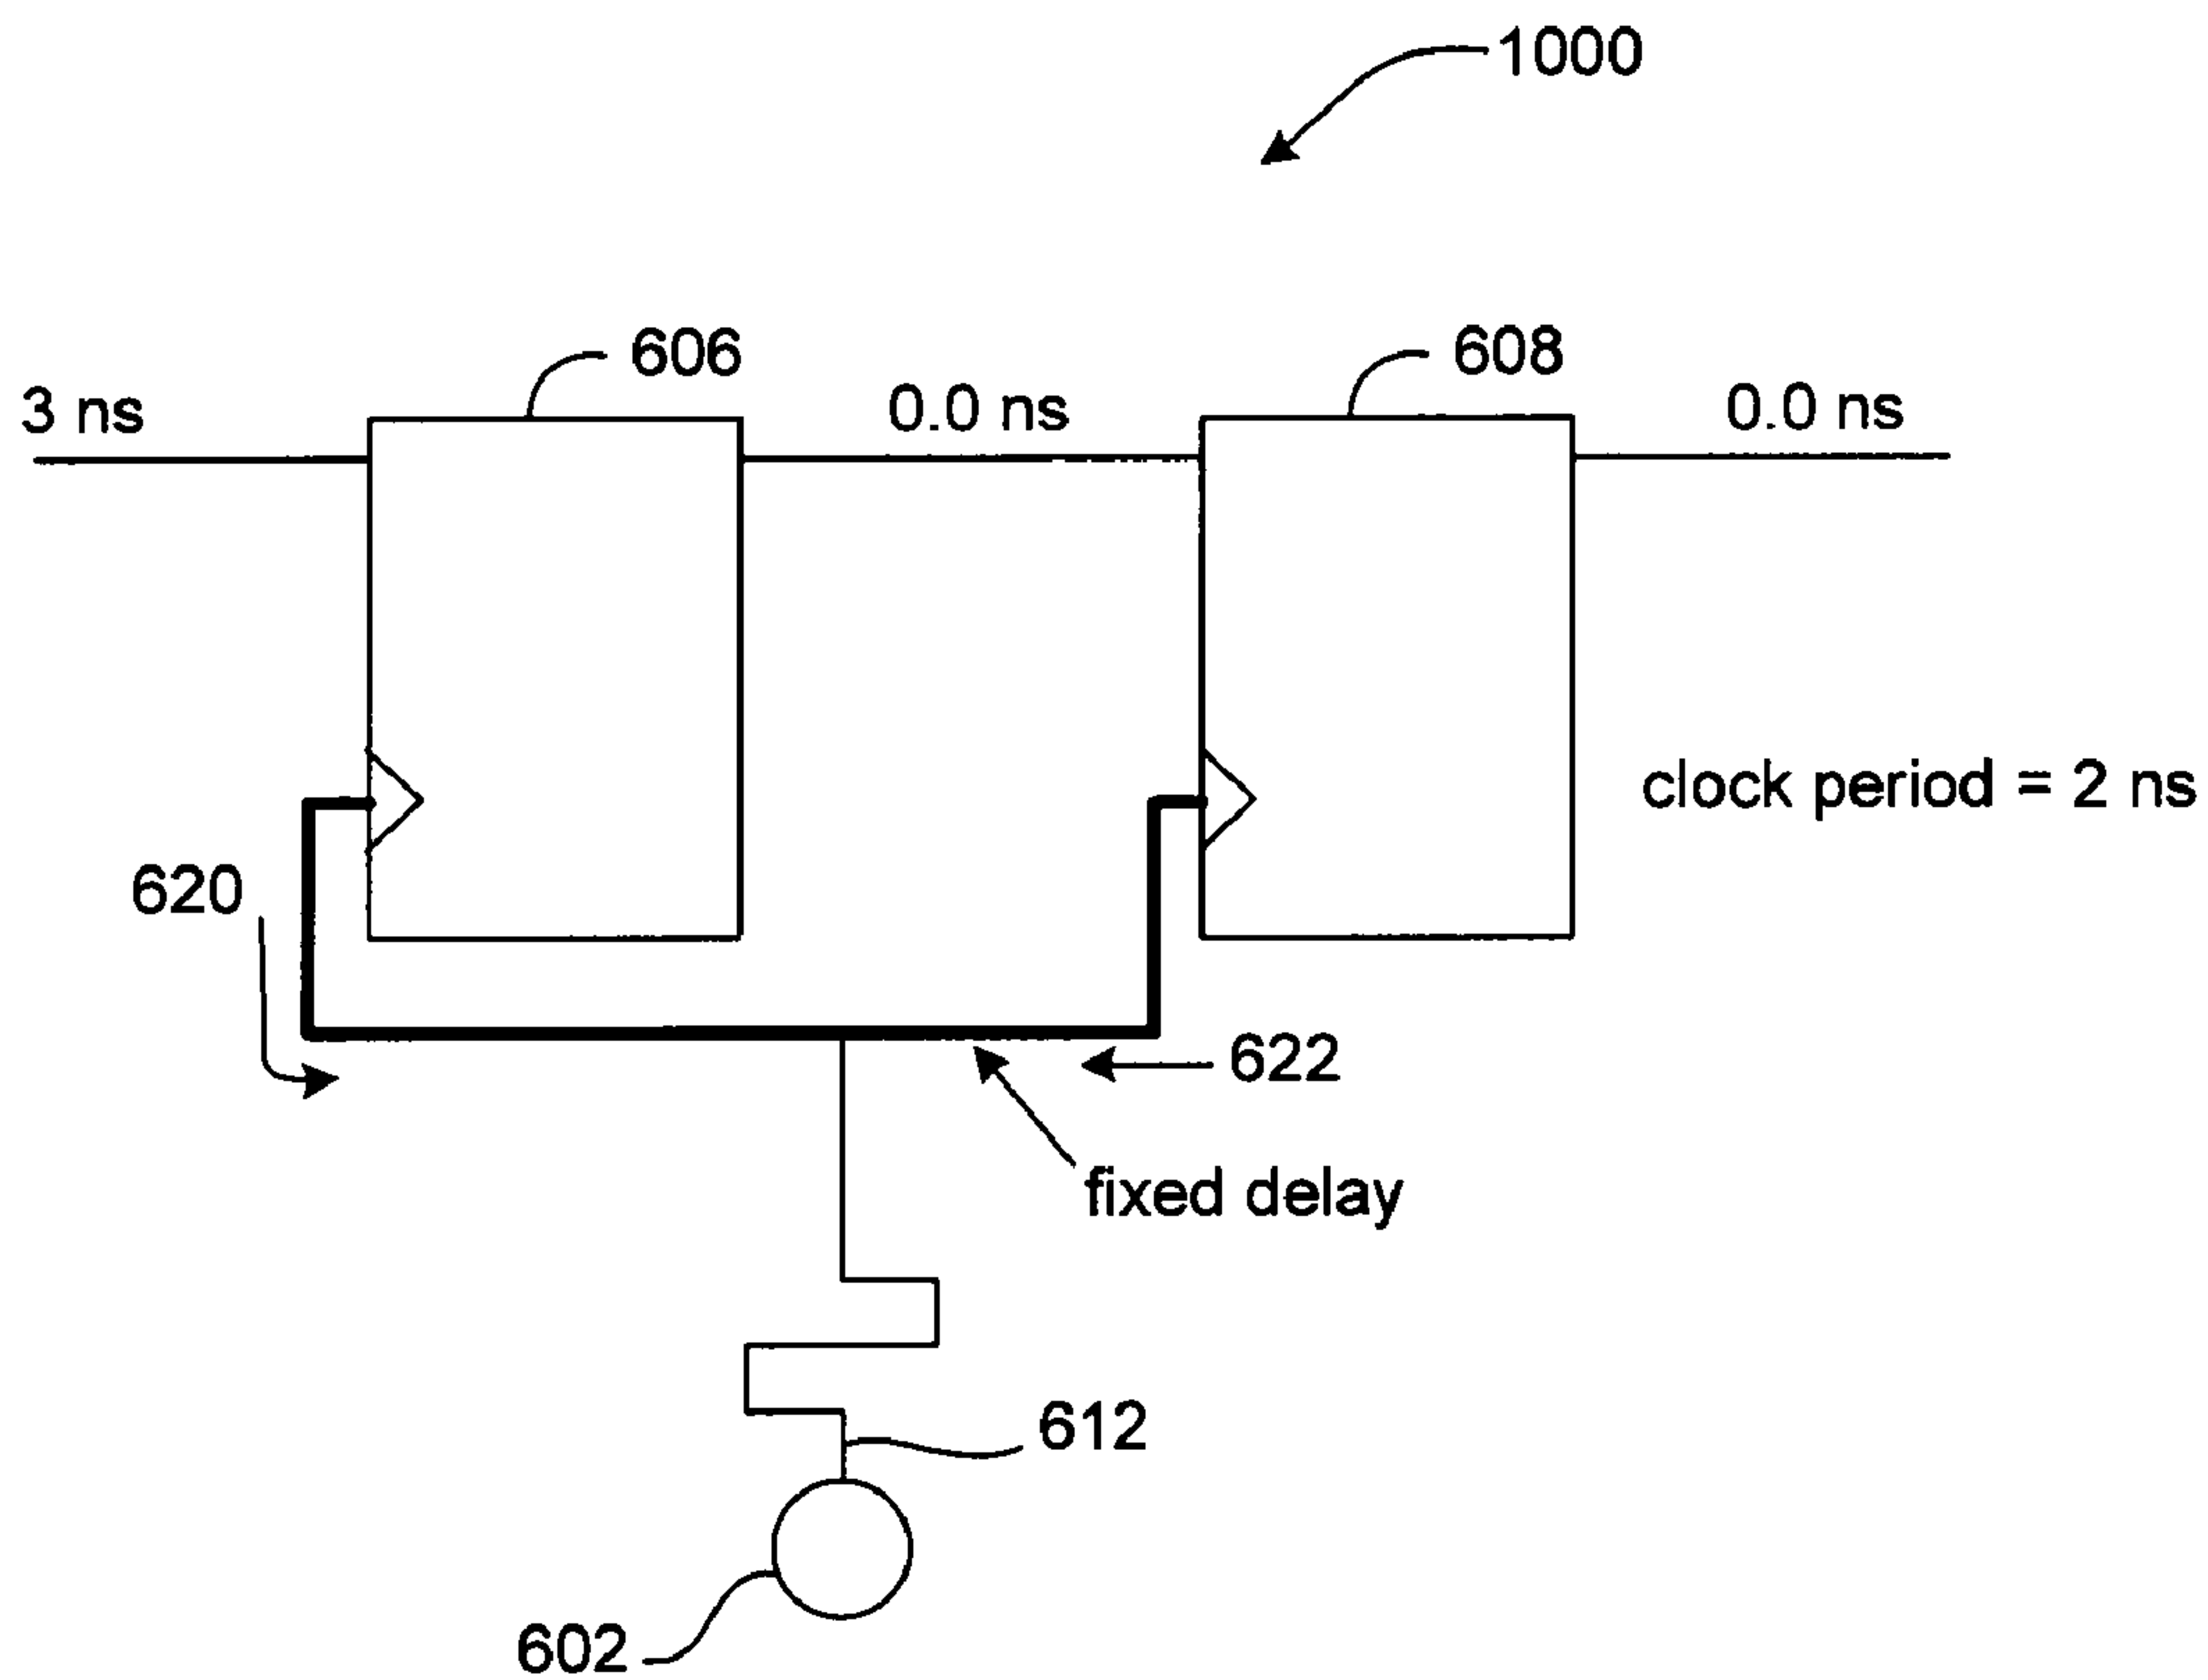 1000
606
608
3 ns
0.0 ns
0.0 ns
clock period = 2 ns
620
622
fixed delay
612
602